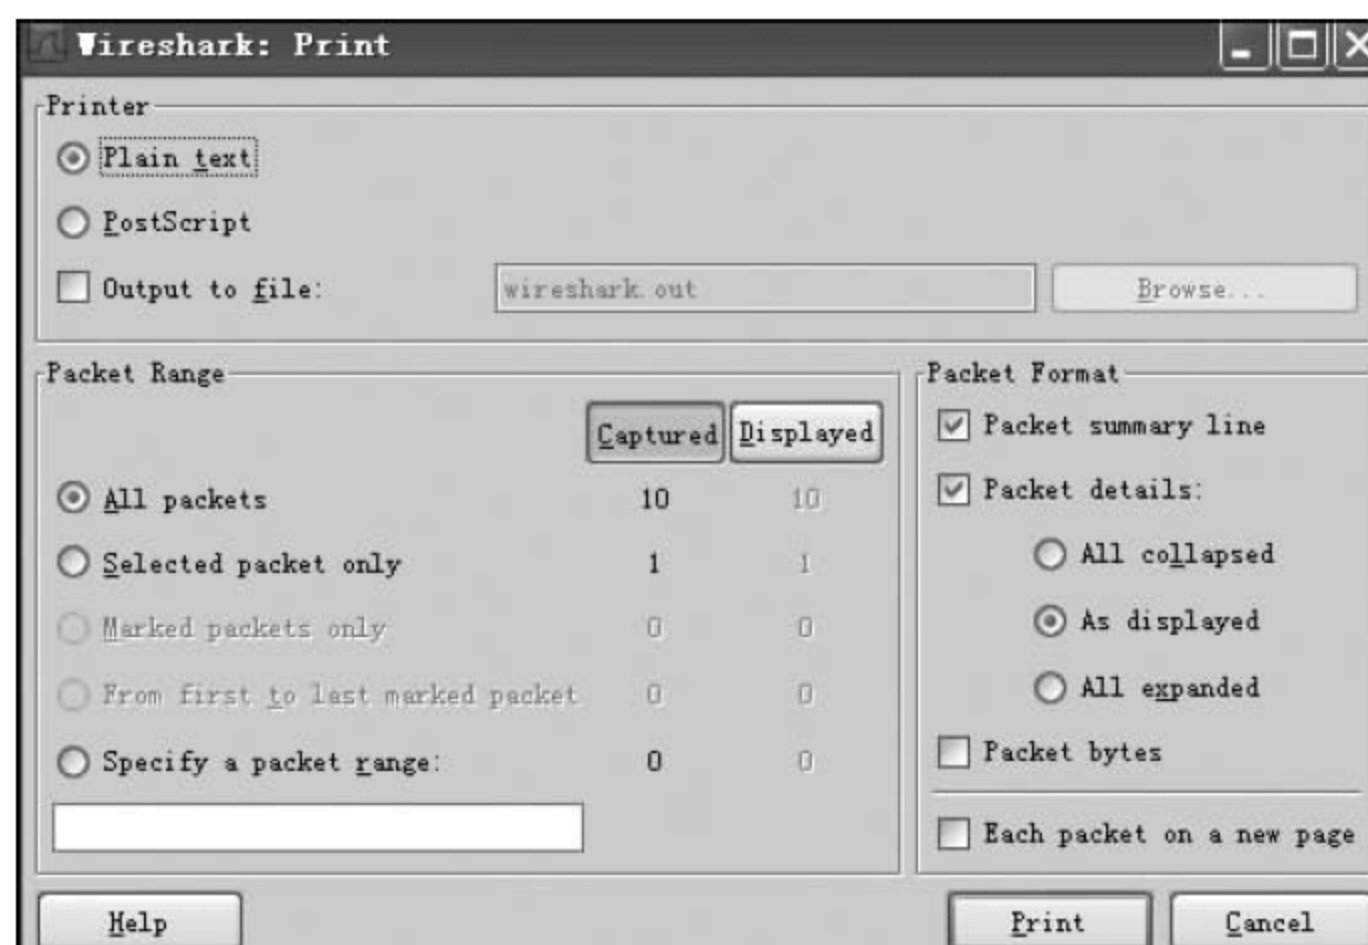 Wireshark: Print
Printer
Plain text
PostScript
Output to file: wireshark.out Browse...
Packet Range
Captured Displayed
All packets 10 10
Selected packet only 1 1
Marked packets only 0 0
From first to last marked packet 0 0
Specify a packet range: 0 0
Packet Format
Packet summary line
Packet details:
All collapsed
As displayed
All expanded
Packet bytes
Each packet on a new page
Help Print Cancel